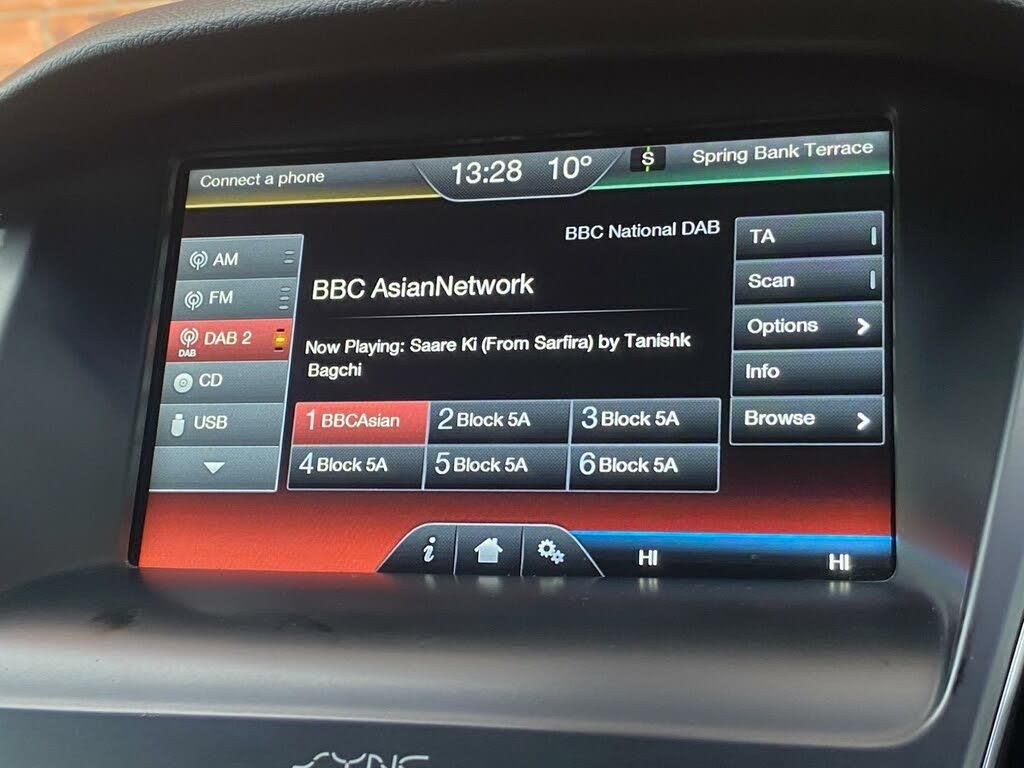 Connect a phone
13:28 10°
S
Spring Bank Terrace
BBC National DAB
AM
FM
DAB
DAB 2
CD
USB
BBC AsianNetwork
Now Playing: Saare Ki (From Sarfira) by Tanishk
Bagchi
1 BBCAsian
2 Block 5A
3 Block 5A
4 Block 5A
5 Block 5A
6 Block 5A
TA
Scan
Options
Info
Browse
i
HI
HI
SYNC